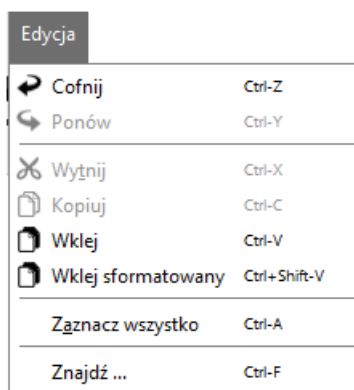 Edycja
Cofnij Ctrl-Z
Ponów Ctrl-Y
Wytnij Ctrl-X
Kopiuj Ctrl-C
Wklej Ctrl-V
Wklej sformatowany Ctrl+Shift-V
Zaznacz wszystko Ctrl-A
Znajdź ... Ctrl-F